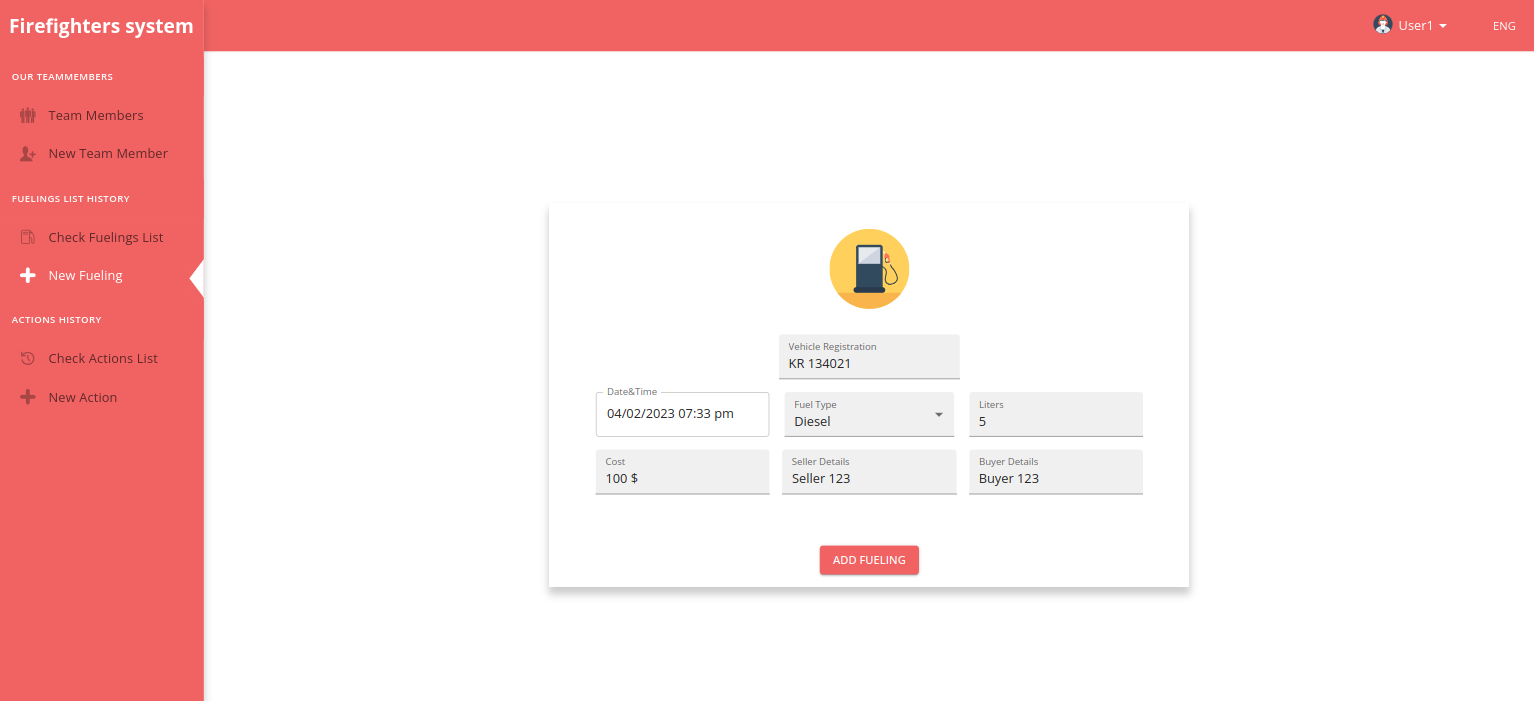 Firefighters system
User1
ENG
OUR TEAMMEMBERS
Team Members
New Team Member
FUELINGS LIST HISTORY
Check Fuelings List
New Fueling
ACTIONS HISTORY
Check Actions List
New Action
Vehicle Registration
KR 134021
Date&Time
04/02/2023 07:33 pm
Fuel Type
Diesel
Liters
5
Cost
100 $
Seller Details
Seller 123
Buyer Details
Buyer 123
ADD FUELING